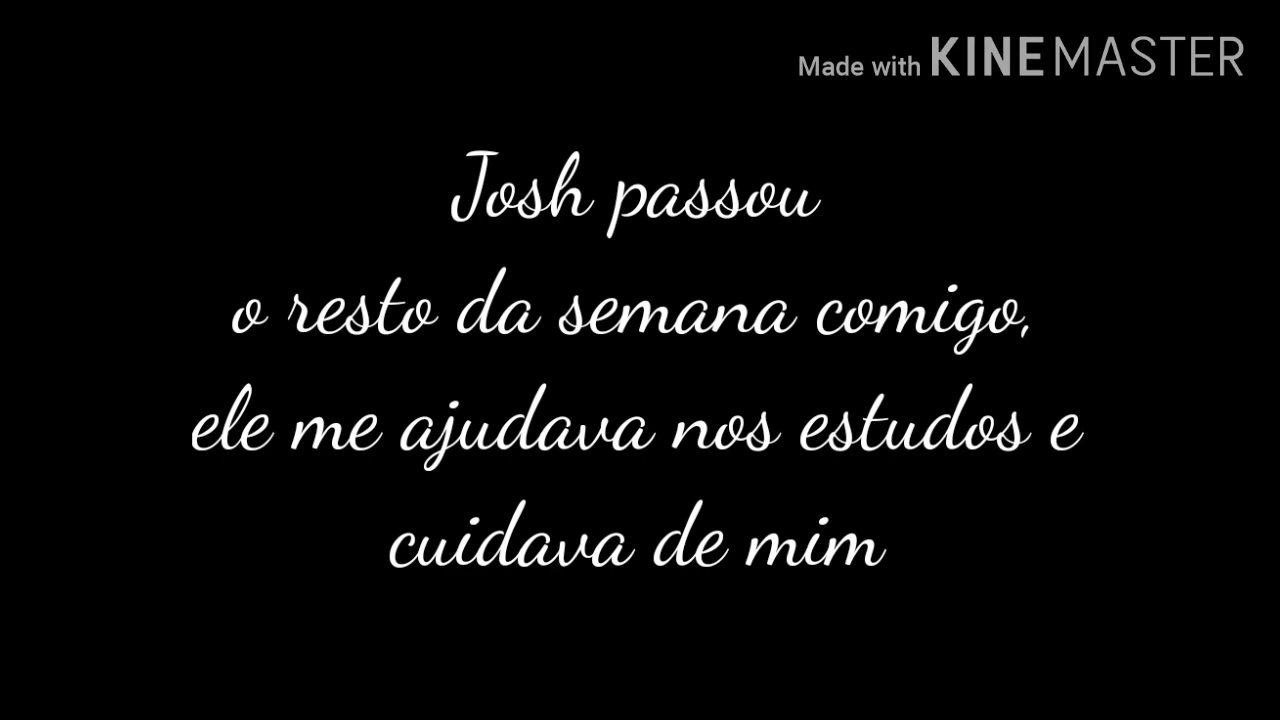 Made with KINEMASTER
Josh passou
o resto da semana comigo,
ele me ajudava nos estudos e
cuidava de mim